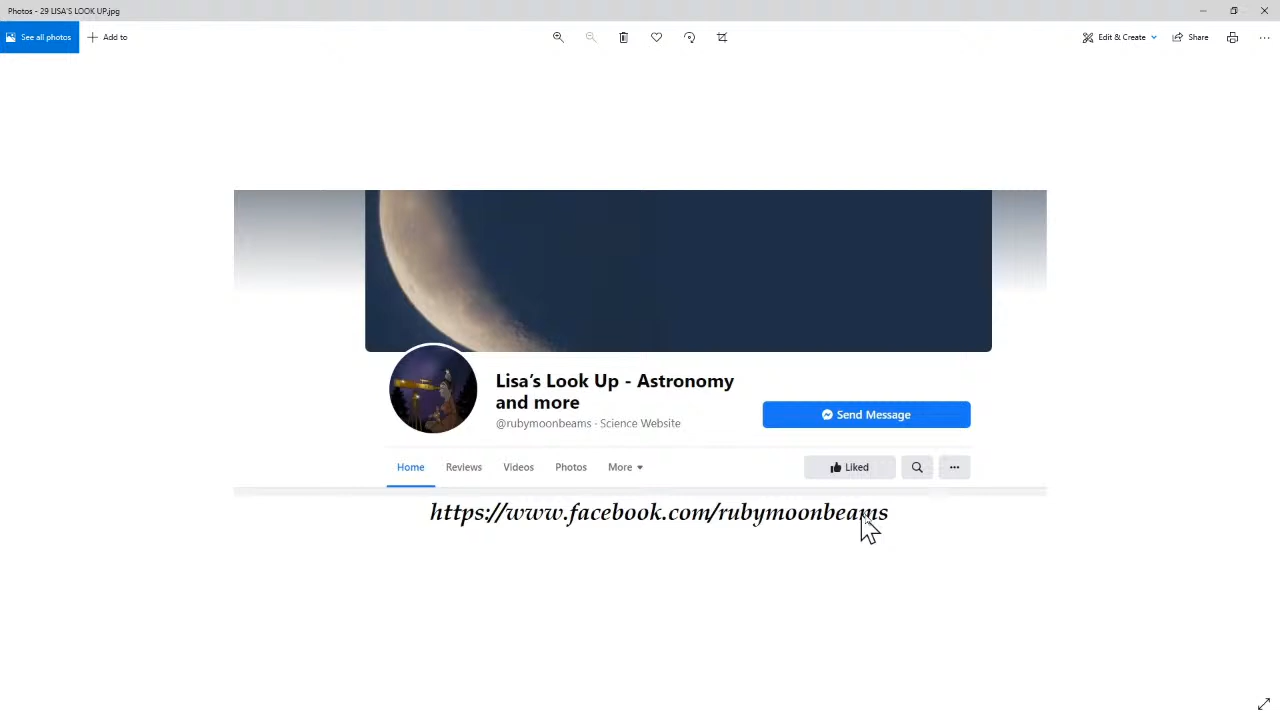 Photos - 29 LISA'S LOOK UP.jpg
See all photos
Add to
Edit & Create
Share
Lisa's Look Up - Astronomy
and more
@rubymoonbeams · Science Website
Send Message
Home Reviews Videos Photos More
Liked
https://www.facebook.com/rubymoonbeams